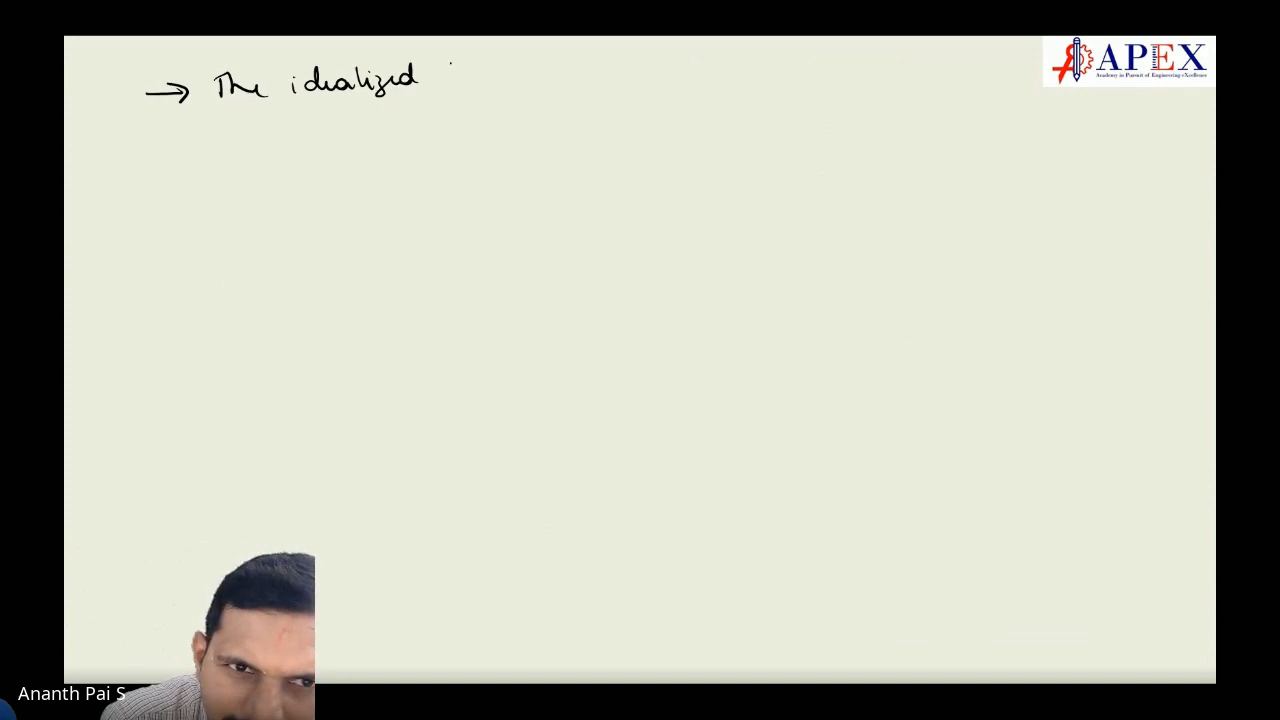 → The idealized
APEX
Academy in Pursuit of Engineering eXcellence
Ananth Pai S